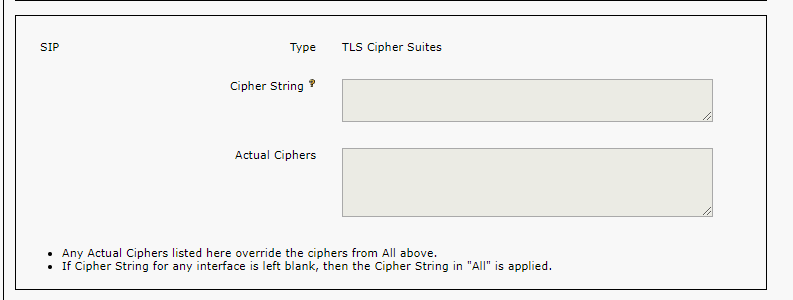 SIP Type TLS Cipher Suites
Cipher String
Actual Ciphers
• Any Actual Ciphers listed here override the ciphers from All above.
• If Cipher String for any interface is left blank, then the Cipher String in "All" is applied.